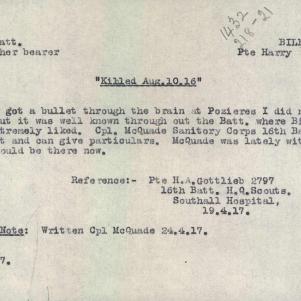 1432
218-21
att.                    BILL
her bearer              Pte Harry
"Killed Aug.10.16"
got a bullet through the brain at Pozieres I did n
ut it was well known through out the Batt. where Bi
tremely liked. Cpl. McQuade Sanitory Corps 16th Ba
t and can give particulars. McQuade was lately wit
ould be there now.
Reference:- Pte H.A.Gottlieb 2797
16th Batt. H.Q.Scouts.
Southall Hospital,
19.4.17.
Note: Written Cpl McQuade 24.4.17.
7.